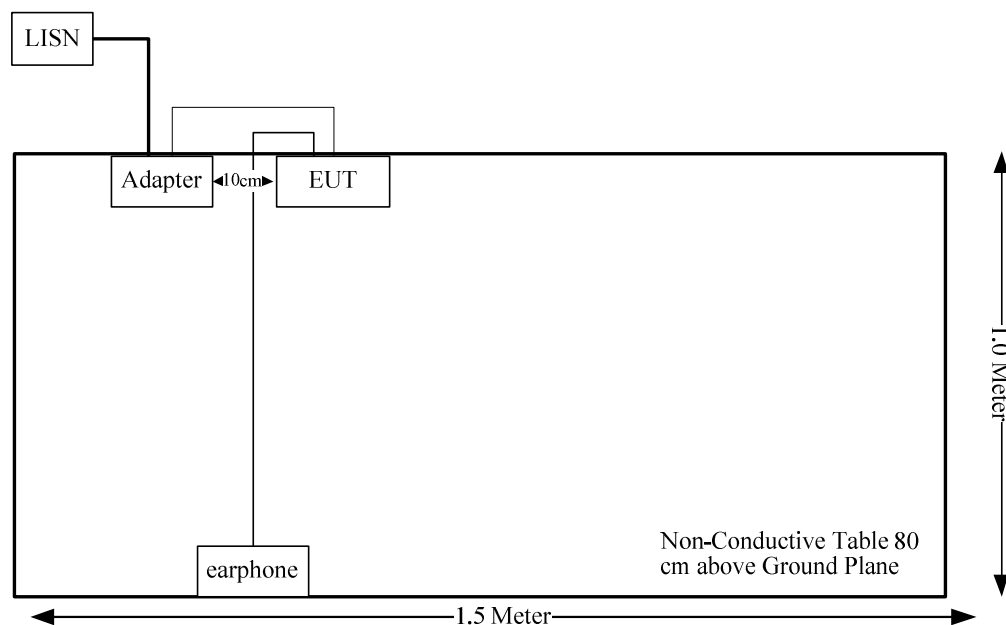 LISN
Adapter
10cm
EUT
1.0 Meter
earphone
Non-Conductive Table 80
cm above Ground Plane
1.5 Meter